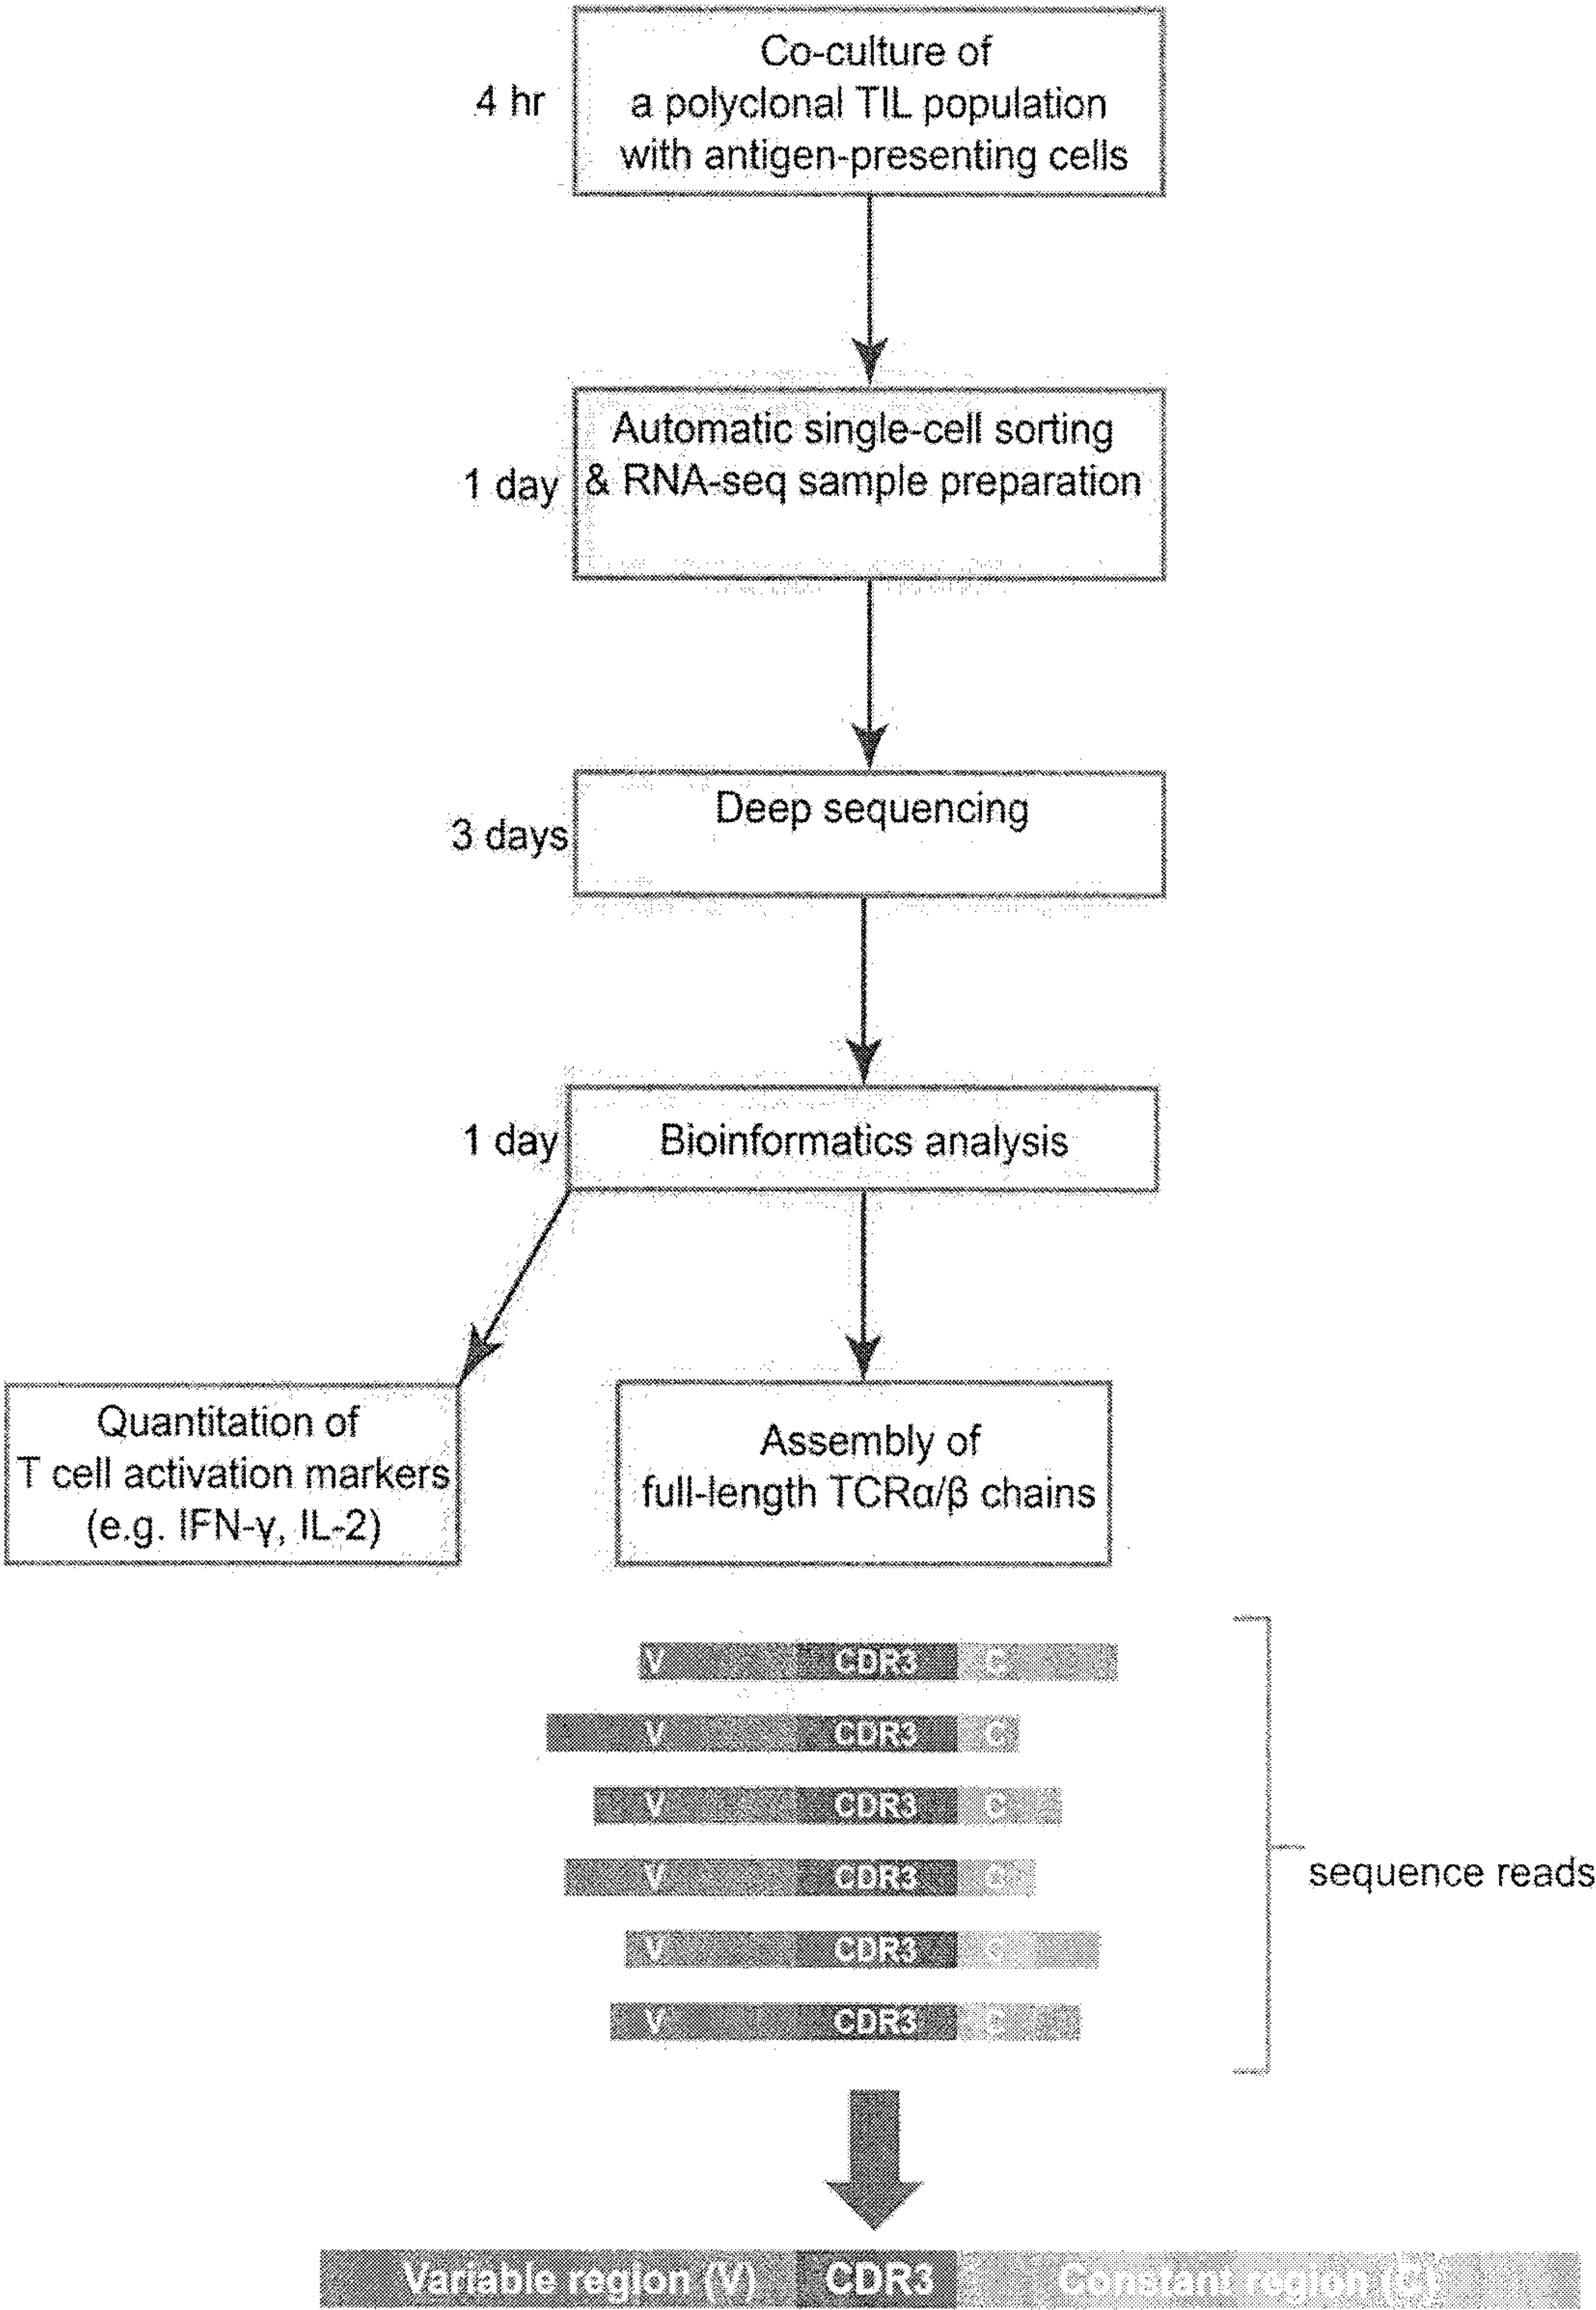 Co-culture of
4 hr
a polyclonal TIL population
with antigen-presenting cells
Automatic single-cell sorting
1 day
& RNA-seq sample preparation
Deep sequencing
3 days
1 day
Bioinformatics analysis
Quantitation of
T cell activation markers
(e.g. IFN-γ, IL-2)
Assembly of
full-length TCRα/β chains
V CDR3 C
V CDR3 C
V CDR3 C
V CDR3 C
V CDR3 C
V CDR3 C
sequence reads
Variable region (V) CDR3 Constant region (C)